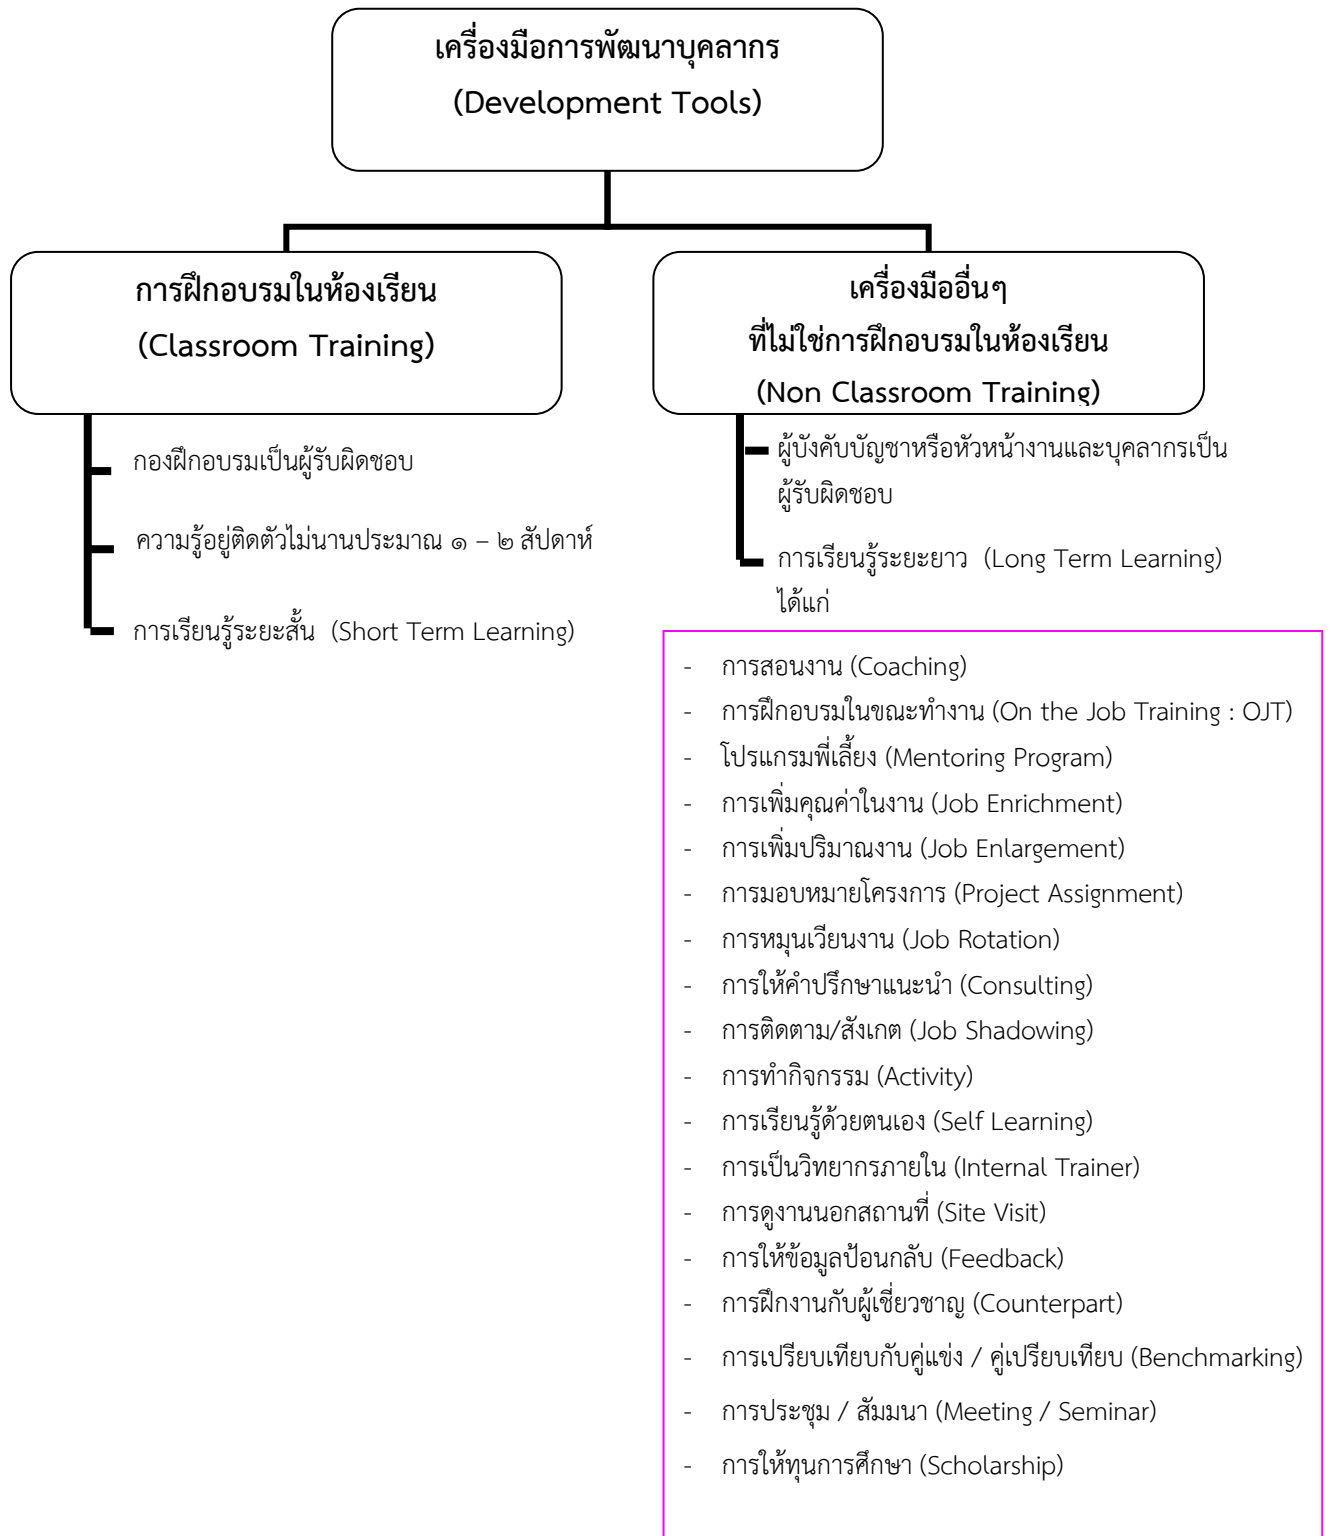 เครื่องมือการพัฒนาบุคลากร
(Development Tools)
การฝึกอบรมในห้องเรียน
(Classroom Training)
กองฝึกอบรมเป็นผู้รับผิดชอบ
ความรู้อยู่ติดตัวไม่นานประมาณ ๑ – ๒ สัปดาห์
การเรียนรู้ระยะสั้น (Short Term Learning)
เครื่องมืออื่นๆ
ที่ไม่ใช่การฝึกอบรมในห้องเรียน
(Non Classroom Training)
ผู้บังคับบัญชาหรือหัวหน้างานและบุคลากรเป็น
ผู้รับผิดชอบ
การเรียนรู้ระยะยาว (Long Term Learning)
ได้แก่
- การสอนงาน (Coaching)
- การฝึกอบรมในขณะทำงาน (On the Job Training : OJT)
- โปรแกรมพี่เลี้ยง (Mentoring Program)
- การเพิ่มคุณค่าในงาน (Job Enrichment)
- การเพิ่มปริมาณงาน (Job Enlargement)
- การมอบหมายโครงการ (Project Assignment)
- การหมุนเวียนงาน (Job Rotation)
- การให้คำปรึกษาแนะนำ (Consulting)
- การติดตาม/สังเกต (Job Shadowing)
- การทำกิจกรรม (Activity)
- การเรียนรู้ด้วยตนเอง (Self Learning)
- การเป็นวิทยากรภายใน (Internal Trainer)
- การดูงานนอกสถานที่ (Site Visit)
- การให้ข้อมูลป้อนกลับ (Feedback)
- การฝึกงานกับผู้เชี่ยวชาญ (Counterpart)
- การเปรียบเทียบกับคู่แข่ง / คู่เปรียบเทียบ (Benchmarking)
- การประชุม / สัมมนา (Meeting / Seminar)
- การให้ทุนการศึกษา (Scholarship)